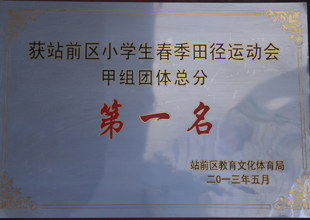 获站前区小学生春季田径运动会
甲组团体总分
第一名
站前区教育文化体育局
二〇一三年五月